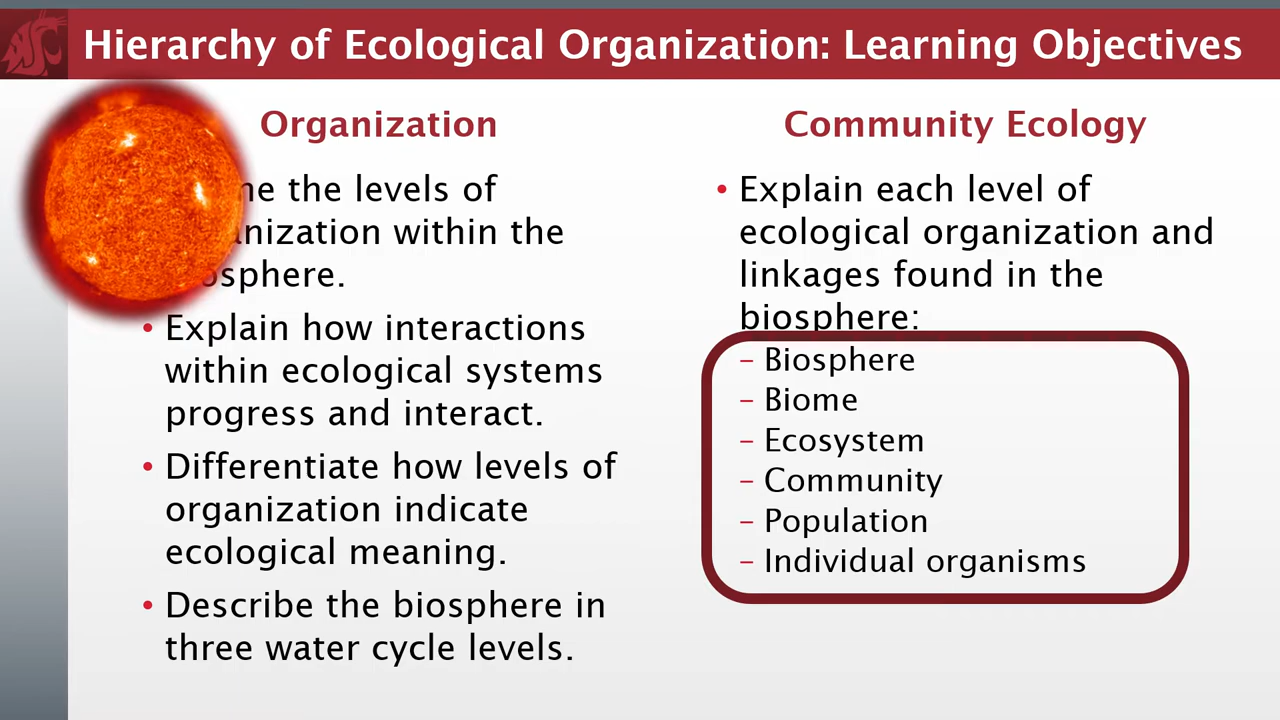 Hierarchy of Ecological Organization: Learning Objectives
Organization
the levels of
within the
• Explain how interactions
within ecological systems
progress and interact.
• Differentiate how levels of
organization indicate
ecological meaning.
• Describe the biosphere in
three water cycle levels.
Community Ecology
• Explain each level of
ecological organization and
linkages found in the
biosphere:
– Biosphere
– Biome
– Ecosystem
– Community
– Population
– Individual organisms